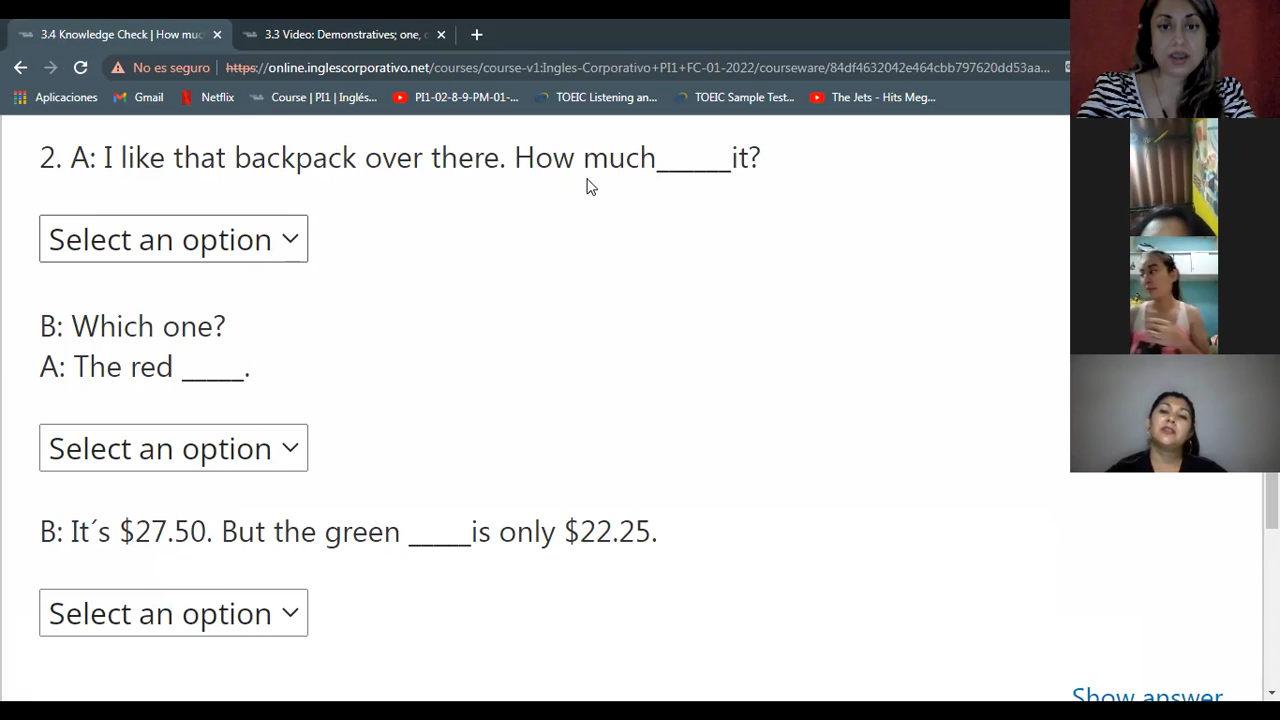 3.4 Knowledge Check | How muc
3.3 Video: Demonstratives; one, o
No es seguro
https://online.inglescorporativo.net/courses/course-v1:Ingles-Corporativo+PI1+FC-01-2022/courseware/84df4632042e464cbb797620dd53aa...
Aplicaciones
Gmail
Netflix
Course | PI1 | Inglés...
PI1-02-8-9-PM-01-...
TOEIC Listening an...
TOEIC Sample Test...
The Jets - Hits Meg...
2. A: I like that backpack over there. How much______it?
Select an option
B: Which one?
A: The red _____.
Select an option
B: It´s $27.50. But the green _____is only $22.25.
Select an option
Show answer